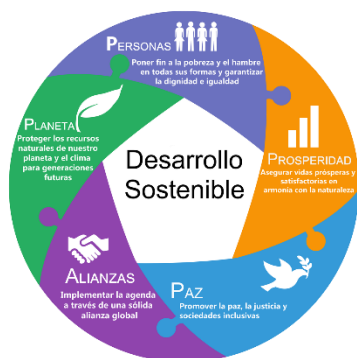 PERSONAS
Poner fin a la pobreza y el hambre
en todas sus formas y garantizar
la dignidad e igualdad
PROSPERIDAD
Asegurar vidas prósperas y
satisfactorias en
armonía con la naturaleza
PAZ
Promover la paz, la justicia y
sociedades inclusivas
ALIANZAS
Implementar la agenda
a través de una sólida
alianza global
PLANETA
Proteger los recursos
naturales de nuestro
planeta y el clima
para generaciones
futuras
Desarrollo
Sostenible